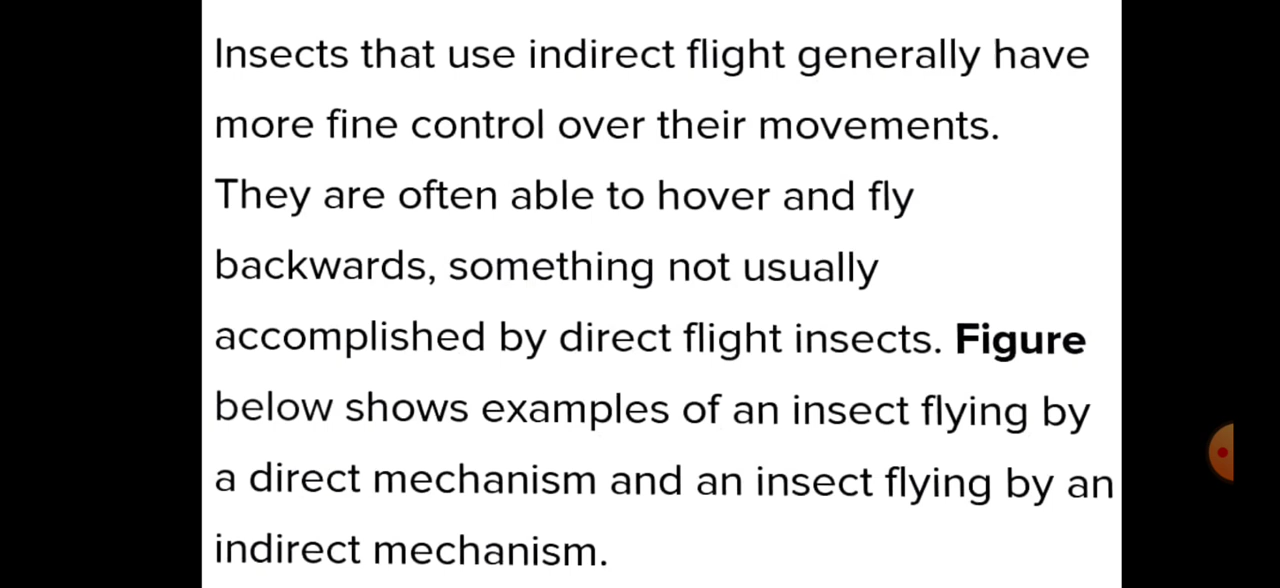 Insects that use indirect flight generally have
more fine control over their movements.
They are often able to hover and fly
backwards, something not usually
accomplished by direct flight insects. Figure
below shows examples of an insect flying by
a direct mechanism and an insect flying by an
indirect mechanism.